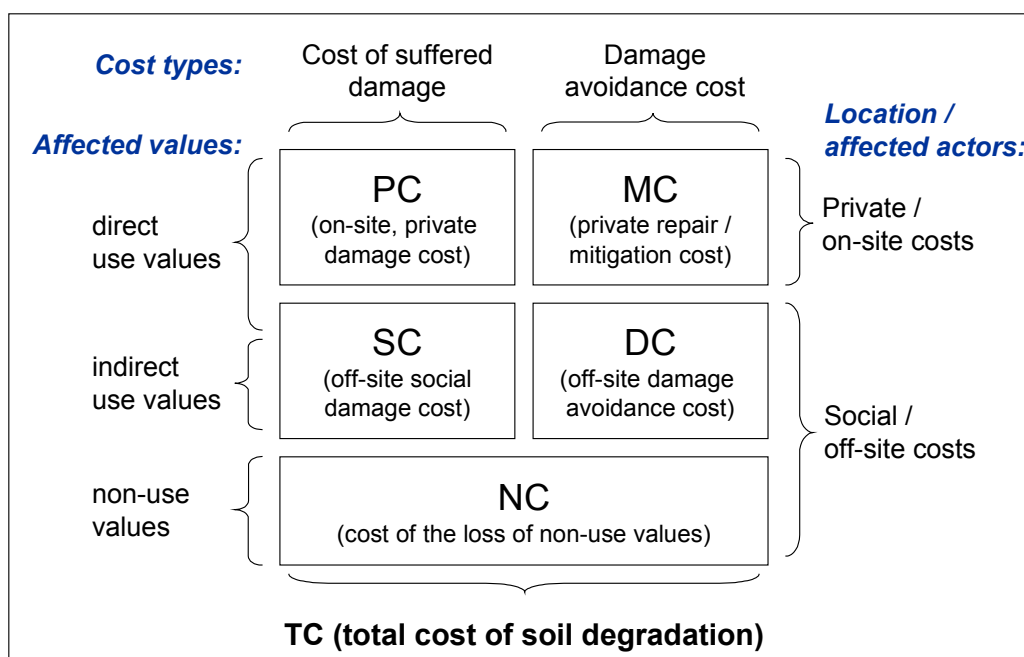 Cost types:
Cost of suffered
damage
Damage
avoidance cost
Affected values:
Location /
affected actors:
direct
use values
PC
(on-site, private
damage cost)
MC
(private repair /
mitigation cost)
Private /
on-site costs
indirect
use values
SC
(off-site social
damage cost)
DC
(off-site damage
avoidance cost)
Social /
off-site costs
non-use
values
NC
(cost of the loss of non-use values)
TC (total cost of soil degradation)